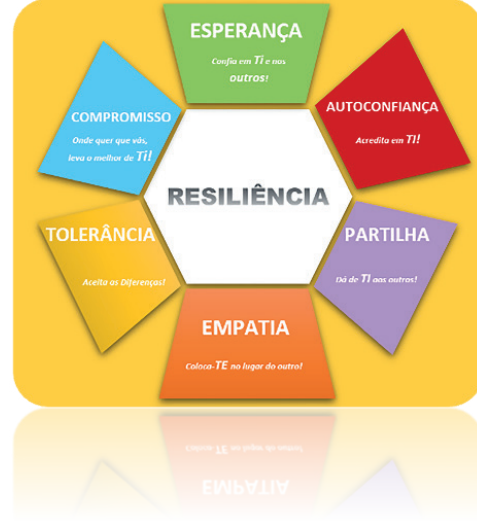 ESPERANÇA
Confia em Ti e nos
outros!
COMPROMISSO
Onde quer que vás,
leva o melhor de Ti!
AUTOCONFIANÇA
Acredita em TI!
RESILIÊNCIA
TOLERÂNCIA
Aceita as Diferenças!
PARTILHA
Dá de TI aos outros!
EMPATIA
Coloca-TE no lugar do outro!